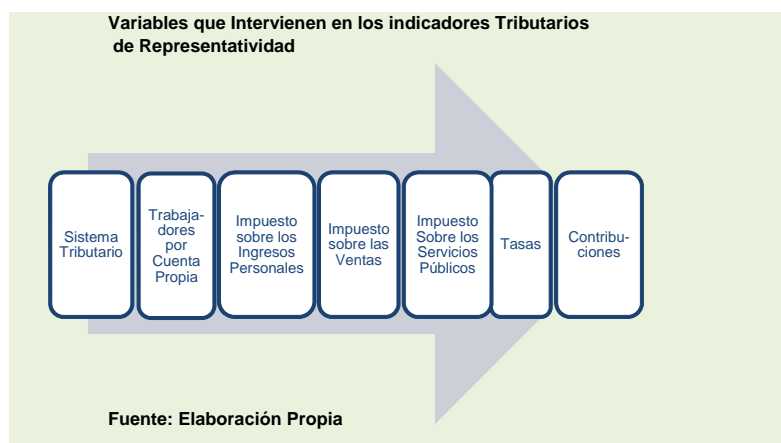 Variables que Intervienen en los indicadores Tributarios
de Representatividad
Sistema
Tributario
Trabaja-
dores
por
Cuenta
Propia
Impuesto
sobre los
Ingresos
Personales
Impuesto
sobre las
Ventas
Impuesto
Sobre los
Servicios
Públicos
Tasas
Contribu-
ciones
Fuente: Elaboración Propia